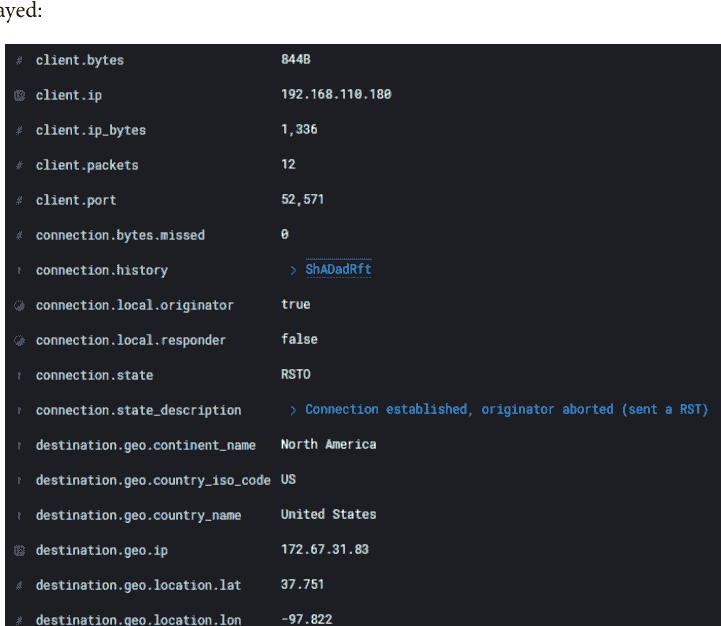 ayed:
client.bytes 844B
client.ip 192.168.110.180
client.ip_bytes 1,336
client.packets 12
client.port 52,571
connection.bytes.missed 0
connection.history > ShADadRft
connection.local.originator true
connection.local.responder false
connection.state RSTO
connection.state_description > Connection established, originator aborted (sent a RST)
destination.geo.continent_name North America
destination.geo.country_iso_code US
destination.geo.country_name United States
destination.geo.ip 172.67.31.83
destination.geo.location.lat 37.751
destination.geo.location.lon -97.822